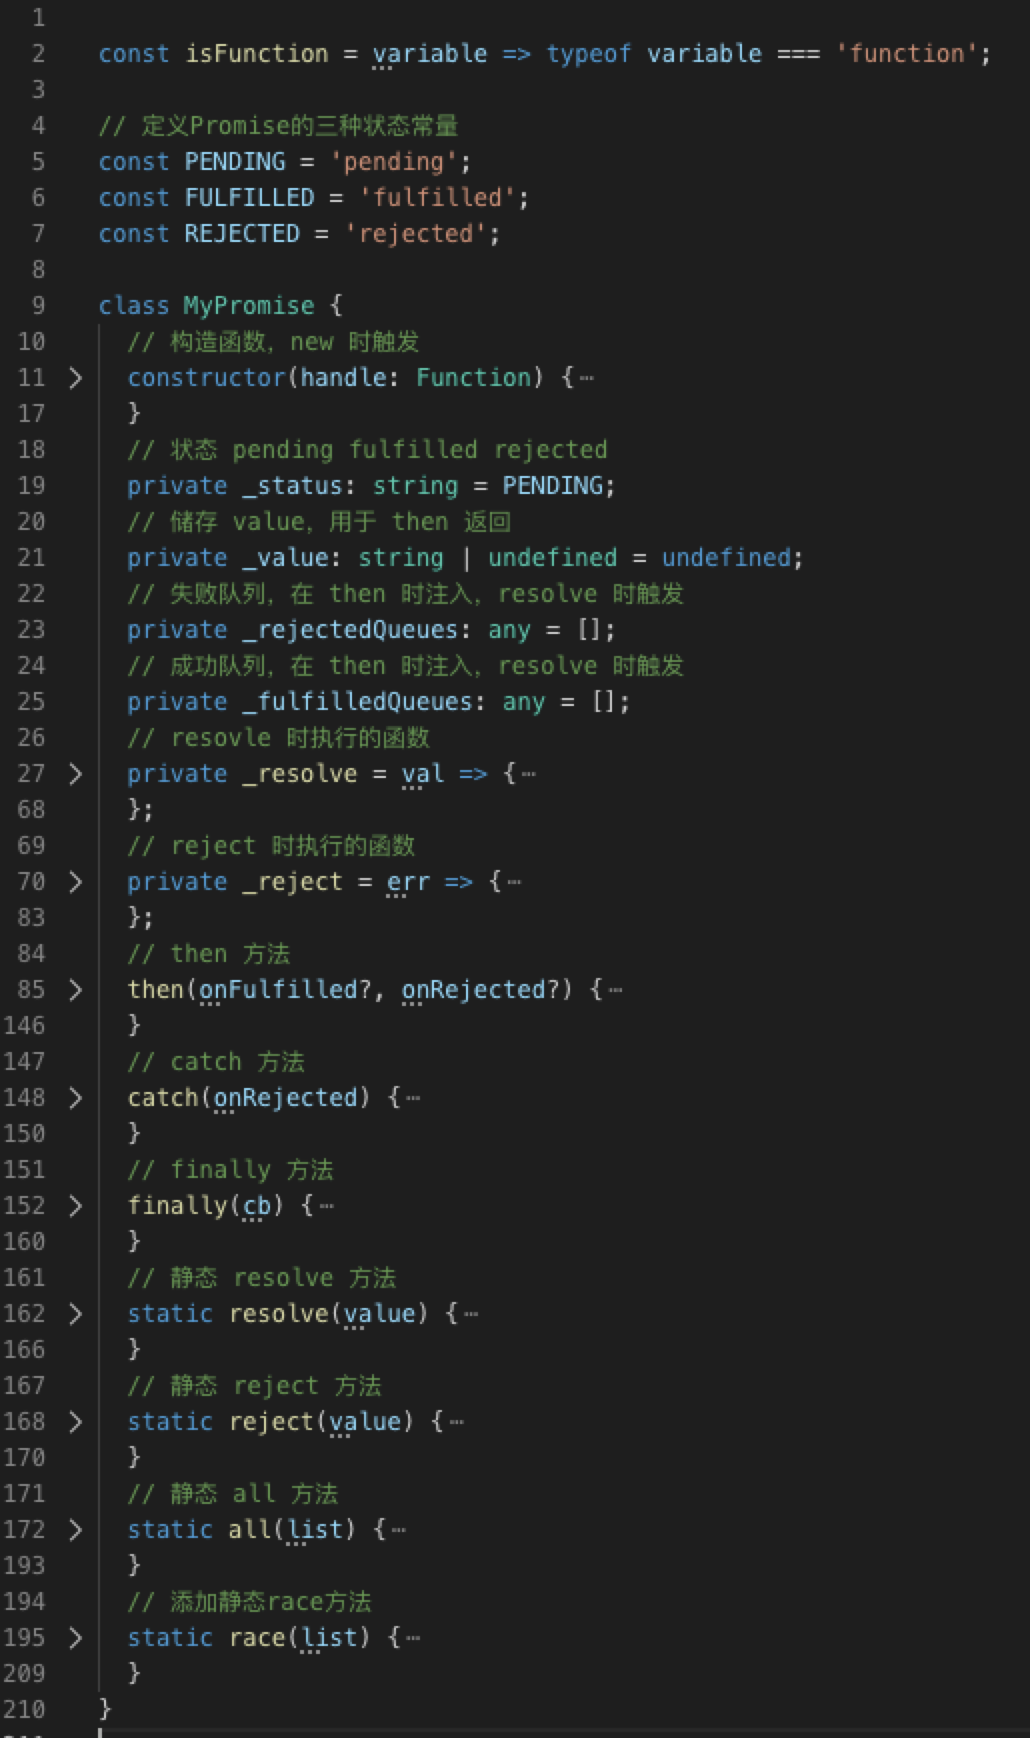 1
2 const isFunction = variable => typeof variable === 'function';
3
4 // 定义Promise的三种状态常量
5 const PENDING = 'pending';
6 const FULFILLED = 'fulfilled';
7 const REJECTED = 'rejected';
8
9 class MyPromise {
10 // 构造函数, new 时触发
11 constructor(handle: Function) {⋯
17 }
18 // 状态 pending fulfilled rejected
19 private _status: string = PENDING;
20 // 储存 value, 用于 then 返回
21 private _value: string | undefined = undefined;
22 // 失败队列, 在 then 时注入, resolve 时触发
23 private _rejectedQueues: any = [];
24 // 成功队列, 在 then 时注入, resolve 时触发
25 private _fulfilledQueues: any = [];
26 // resovle 时执行的函数
27 private _resolve = val => {⋯
68 };
69 // reject 时执行的函数
70 private _reject = err => {⋯
83 };
84 // then 方法
85 then(onFulfilled?, onRejected?) {⋯
146 }
147 // catch 方法
148 catch(onRejected) {⋯
150 }
151 // finally 方法
152 finally(cb) {⋯
160 }
161 // 静态 resolve 方法
162 static resolve(value) {⋯
166 }
167 // 静态 reject 方法
168 static reject(value) {⋯
170 }
171 // 静态 all 方法
172 static all(list) {⋯
193 }
194 // 添加静态race方法
195 static race(list) {⋯
209 }
210 }